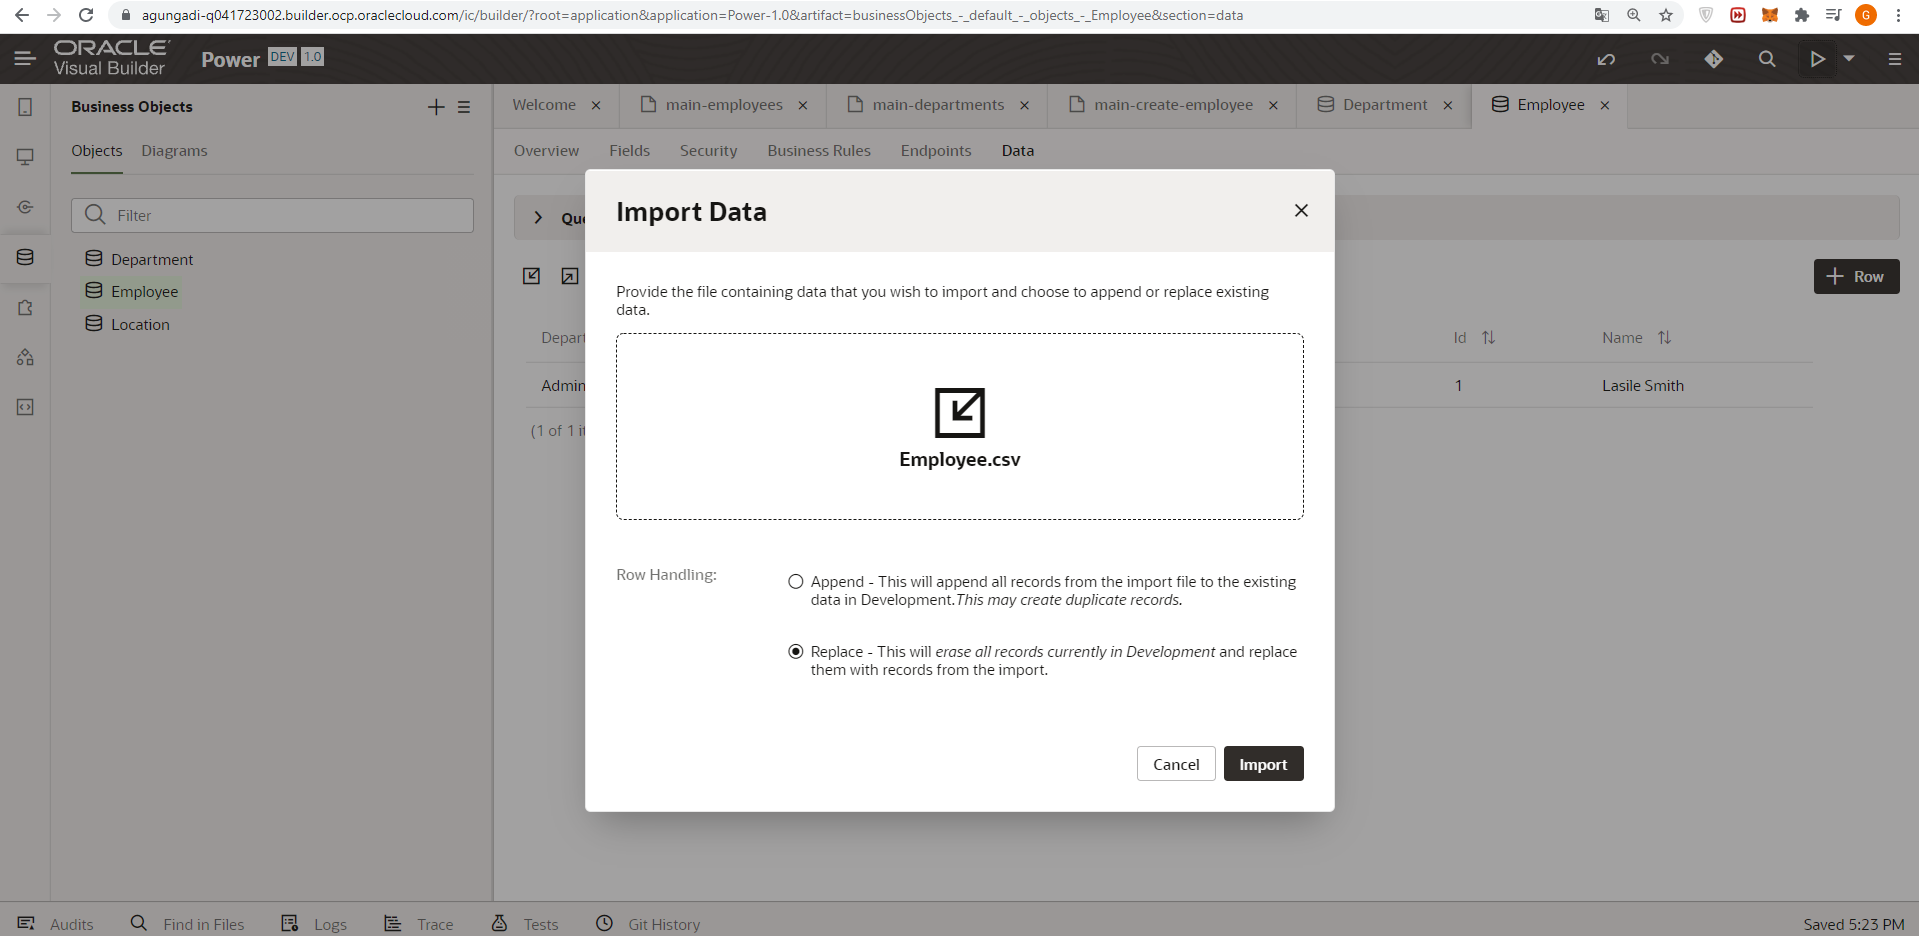 agungadi-q041723002.builder.ocp.oraclecloud.com/ic/builder/?root=application&application=Power-1.0&artifact=businessObjects_-_default_-_objects_-_Employee&section=data
G
ORACLE
Visual Builder
Power DEV 1.0
Business Objects
Welcome main-employees main-departments main-create-employee Department Employee
Objects Diagrams
Overview Fields Security Business Rules Endpoints Data
Filter
Department
Employee
Location
Import Data
Row
Provide the file containing data that you wish to import and choose to append or replace existing
data.
Id Name
1 Lasile Smith
(1 of 1
Employee.csv
Row Handling:
Append - This will append all records from the import file to the existing
data in Development.This may create duplicate records.
Replace - This will erase all records currently in Development and replace
them with records from the import.
Cancel Import
Audits Find in Files Logs Trace Tests Git History Saved 5:23 PM